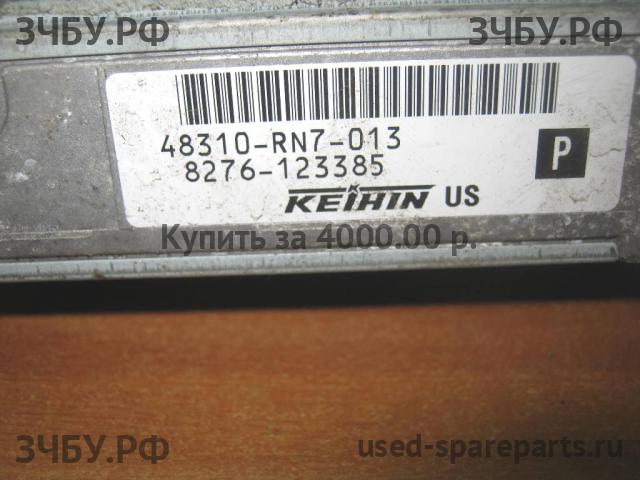 ЗЧБУ.РФ
ЗЧБУ.РФ
48310-RN7-013
8276-123385
P
KEIHIN US
Купить за 4000.00 р.
ЗЧБУ.РФ
used-spareparts.ru